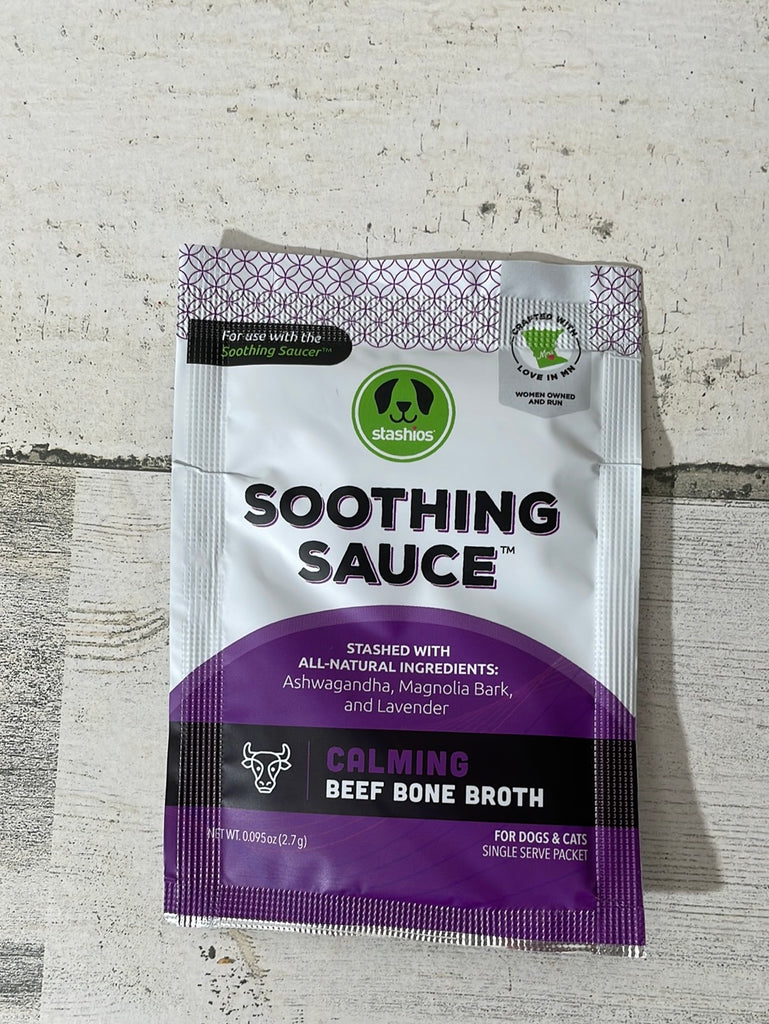 For use with the
Soothing Saucer™
CRAFTED WITH
LOVE IN MN
WOMEN OWNED
AND RUN
stashios
SOOTHING
SAUCE™
STASHED WITH
ALL-NATURAL INGREDIENTS:
Ashwagandha, Magnolia Bark,
and Lavender
CALMING
BEEF BONE BROTH
NET WT. 0.095oz (2.7g)
FOR DOGS & CATS
SINGLE SERVE PACKET